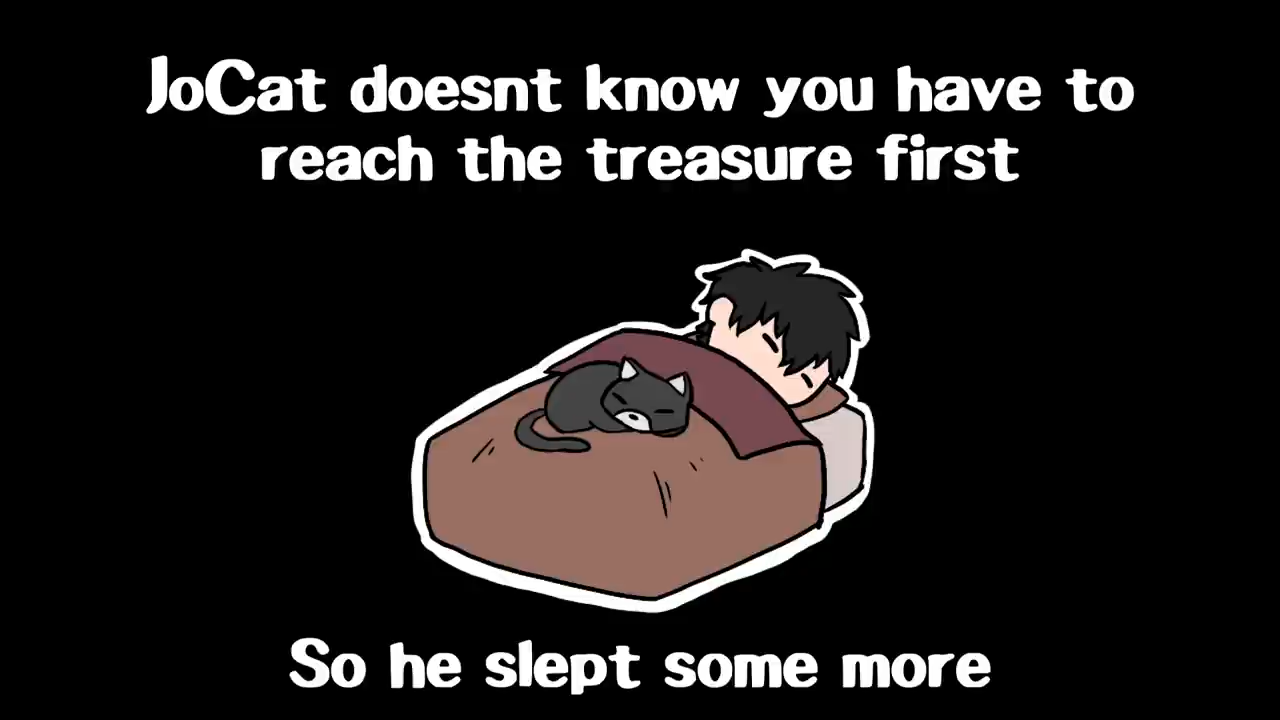 JoCat doesnt know you have to
reach the treasure first
So he slept some more